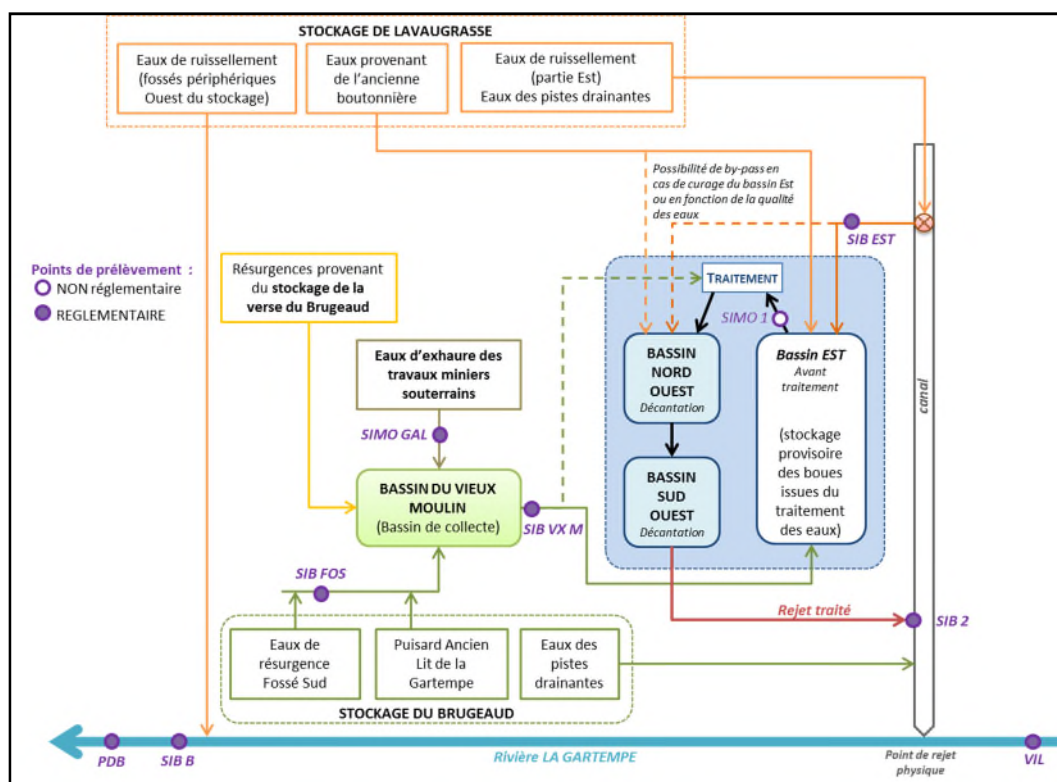 STOCKAGE DE LAVAUGRASSE
Eaux de ruissellement
(fossés périphériques
Ouest du stockage)
Eaux provenant
de l'ancienne
boutonnière
Eaux de ruissellement
(partie Est)
Eaux des pistes drainantes
Possibilité de by-pass en
cas de curage du bassin Est
ou en fonction de la qualité
des eaux
SIB EST
Points de prélèvement :
NON réglementaire
REGLEMENTAIRE
Résurgences provenant
du stockage de la
verse du Brugeaud
TRAITEMENT
SIMO 1
Eaux d'exhaure des
travaux miniers
souterrains
SIMO GAL
BASSIN
NORD
OUEST
Décantation
Bassin EST
Avant
traitement
(stockage
provisoire
des boues
issues du
traitement
des eaux)
canal
BASSIN DU VIEUX
MOULIN
(Bassin de collecte)
SIB VX M
BASSIN
SUD
OUEST
Décantation
SIB FOS
Rejet traité
SIB 2
Eaux de
résurgence
Fossé Sud
Puisard Ancien
Lit de la
Gartempe
Eaux des
pistes
drainantes
STOCKAGE DU BRUGEAUD
PDB
SIB B
Rivière LA GARTEMPE
Point de rejet
physique
VIL